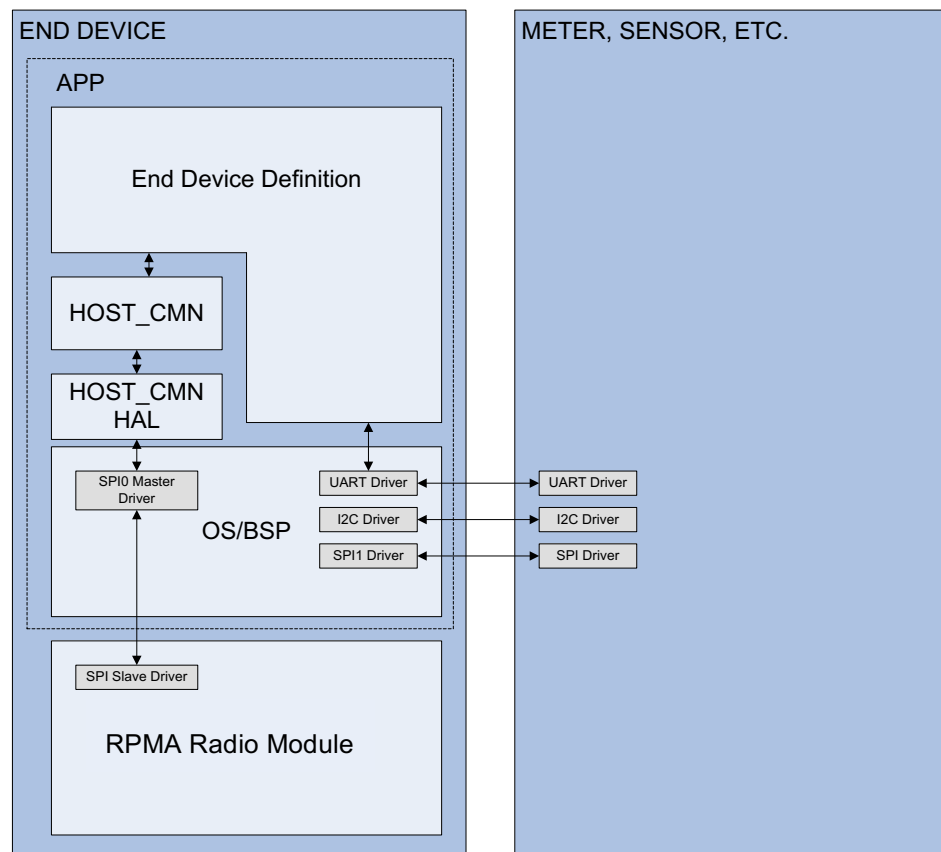 END DEVICE
METER, SENSOR, ETC.
APP
End Device Definition
HOST_CMN
HOST_CMN
HAL
SPI0 Master
Driver
OS/BSP
UART Driver
I2C Driver
SPI1 Driver
UART Driver
I2C Driver
SPI Driver
SPI Slave Driver
RPMA Radio Module